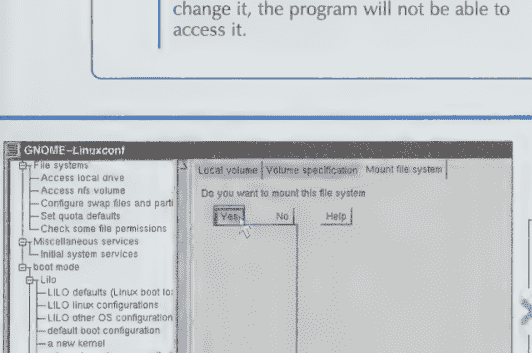 change it, the program will not be able to
access it.
GNOME-Linuxconf
File systems
Access local drive
Access nfs volume
Configure swap files and parti
Set quota defaults
Check some file permissions
Miscellaneous services
Initial system services
boot mode
Lilo
LILO defaults (Linux boot
LILO linux configurations
LILO other OS configuration
default boot configuration
a new kernel
Local volume Volume specification Mount file system
Do you want to mount this file system
Yes No Help